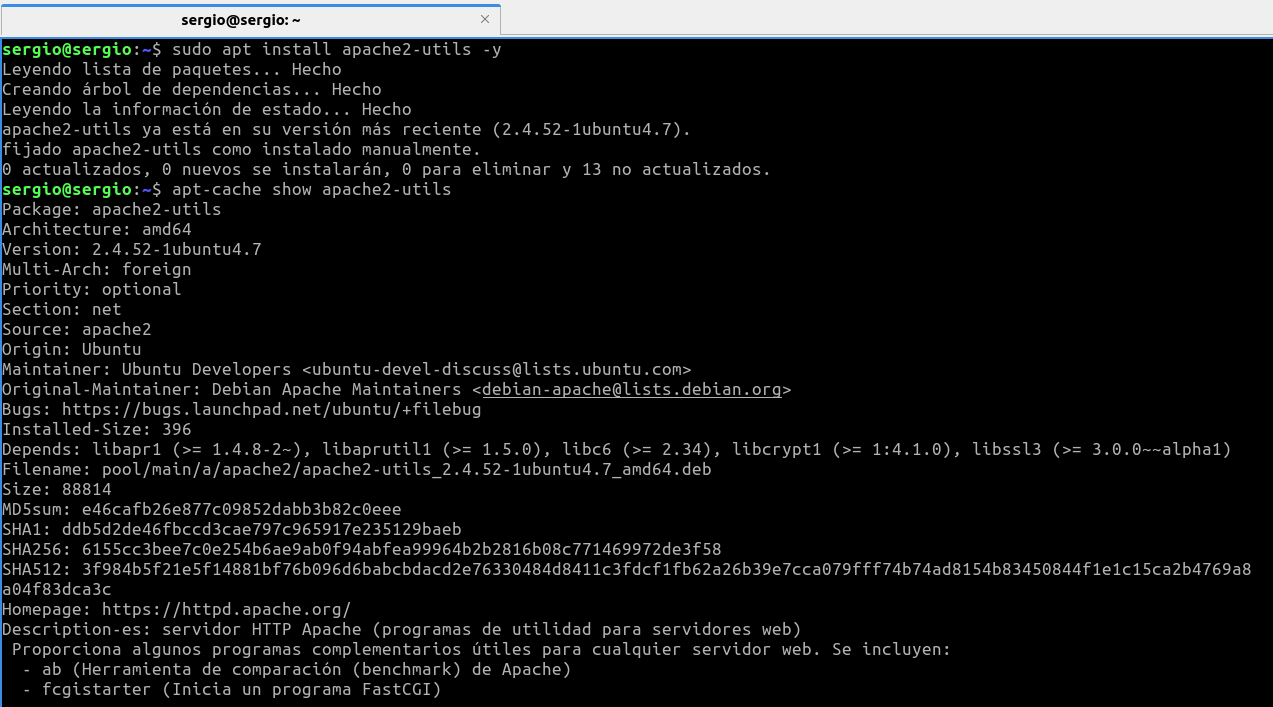 sergio@sergio: ~ ×
sergio@sergio:~$ sudo apt install apache2-utils -y
Leyendo lista de paquetes... Hecho
Creando árbol de dependencias... Hecho
Leyendo la información de estado... Hecho
apache2-utils ya está en su versión más reciente (2.4.52-1ubuntu4.7).
fijado apache2-utils como instalado manualmente.
0 actualizados, 0 nuevos se instalarán, 0 para eliminar y 13 no actualizados.
sergio@sergio:~$ apt-cache show apache2-utils
Package: apache2-utils
Architecture: amd64
Version: 2.4.52-1ubuntu4.7
Multi-Arch: foreign
Priority: optional
Section: net
Source: apache2
Origin: Ubuntu
Maintainer: Ubuntu Developers <ubuntu-devel-discuss@lists.ubuntu.com>
Original-Maintainer: Debian Apache Maintainers <debian-apache@lists.debian.org>
Bugs: https://bugs.launchpad.net/ubuntu/+filebug
Installed-Size: 396
Depends: libapr1 (>= 1.4.8-2~), libaprutil1 (>= 1.5.0), libc6 (>= 2.34), libcrypt1 (>= 1:4.1.0), libssl3 (>= 3.0.0~~alpha1)
Filename: pool/main/a/apache2/apache2-utils_2.4.52-1ubuntu4.7_amd64.deb
Size: 88814
MD5sum: e46cafb26e877c09852dabb3b82c0eee
SHA1: ddb5d2de46fbccd3cae797c965917e235129baeb
SHA256: 6155cc3bee7c0e254b6ae9ab0f94abfea99964b2b2816b08c771469972de3f58
SHA512: 3f984b5f21e5f14881bf76b096d6babcbdacd2e76330484d8411c3fdcf1fb62a26b39e7cca079fff74b74ad8154b83450844f1e1c15ca2b4769a8
a04f83dca3c
Homepage: https://httpd.apache.org/
Description-es: servidor HTTP Apache (programas de utilidad para servidores web)
Proporciona algunos programas complementarios útiles para cualquier servidor web. Se incluyen:
- ab (Herramienta de comparación (benchmark) de Apache)
- fcgistarter (Inicia un programa FastCGI)